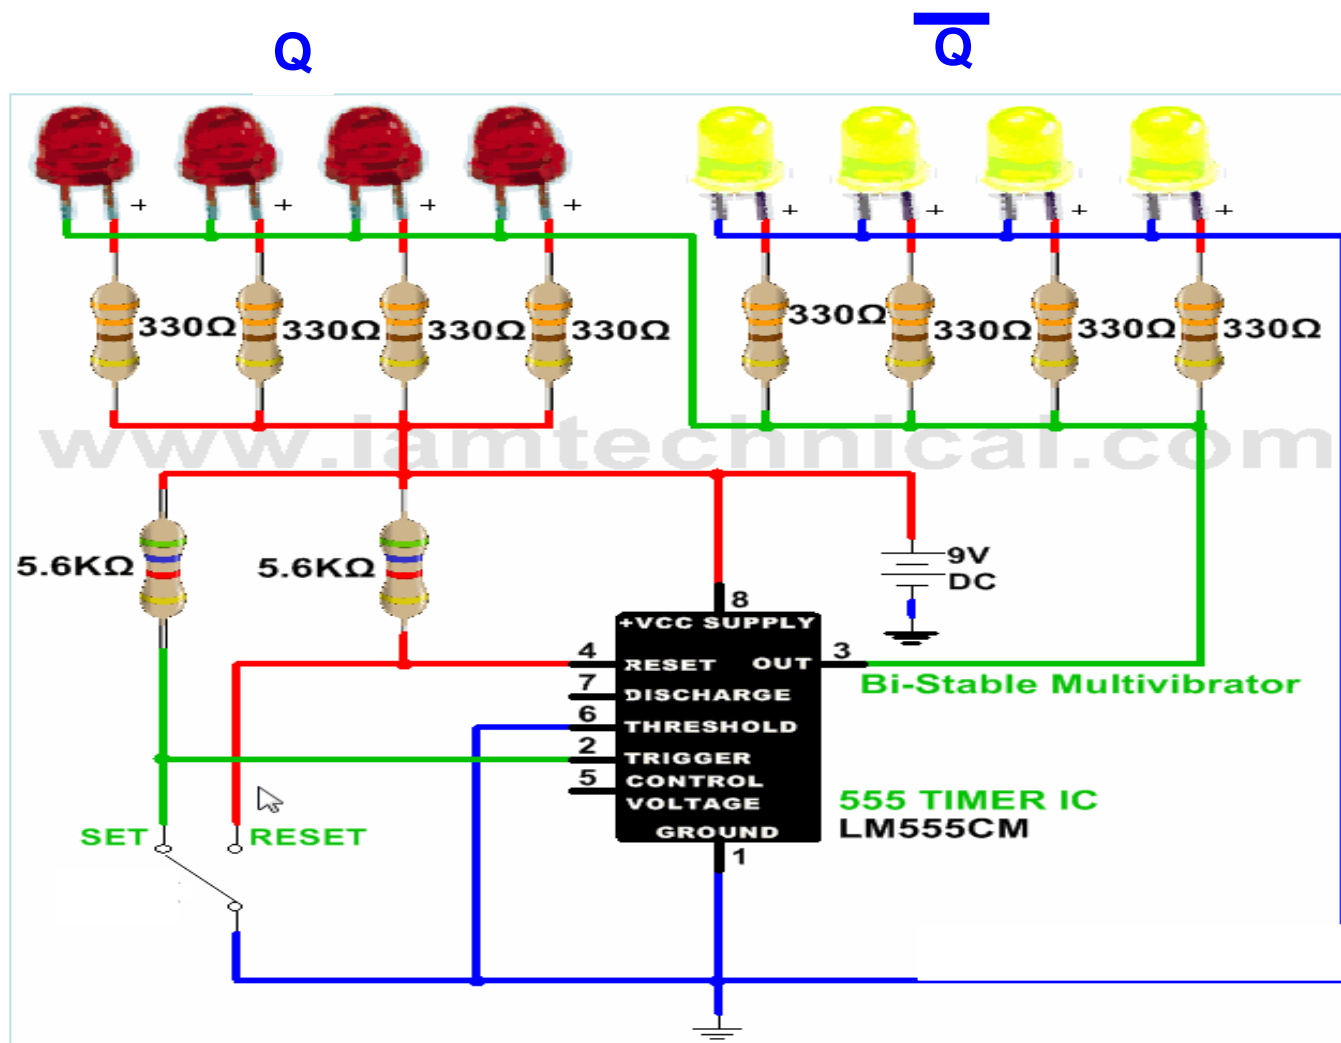 Q
Q
+ + + + + + + +
330Ω 330Ω 330Ω 330Ω 330Ω 330Ω 330Ω 330Ω
www.Iamtechnical.com
5.6KΩ 5.6KΩ
9V
DC
8
+VCC SUPPLY
4 RESET OUT 3
7 DISCHARGE
6 THRESHOLD
2 TRIGGER
5 CONTROL
VOLTAGE
GROUND
1
Bi-Stable Multivibrator
555 TIMER IC
LM555CM
SET RESET